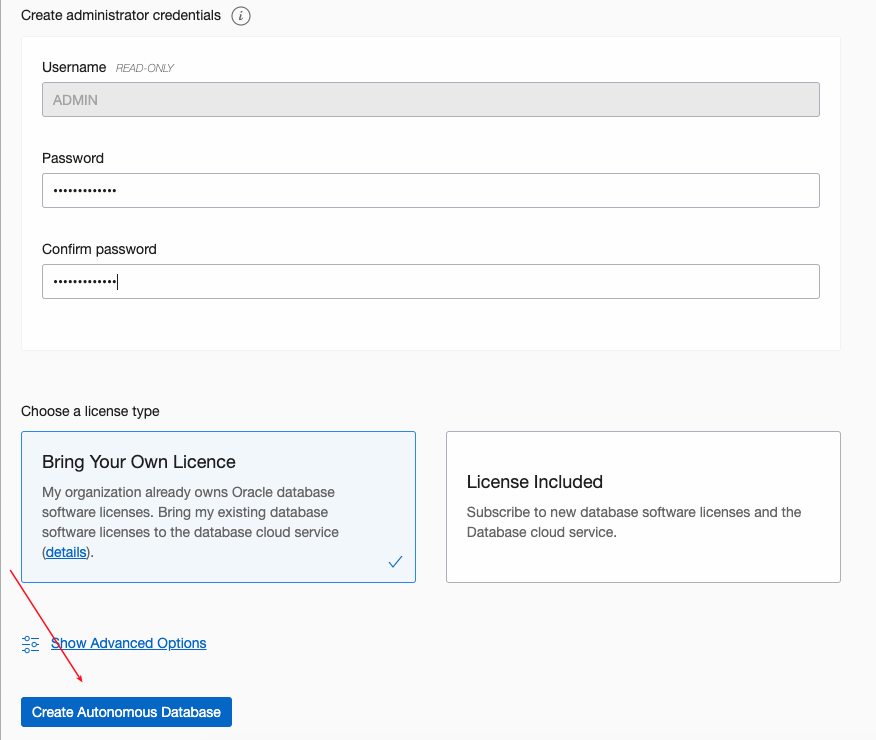 Create administrator credentials i
Username READ-ONLY
ADMIN
Password
•••••••••••••
Confirm password
•••••••••••••
Choose a license type
Bring Your Own Licence
My organization already owns Oracle database
software licenses. Bring my existing database
software licenses to the database cloud service
(details).
License Included
Subscribe to new database software licenses and the
Database cloud service.
Show Advanced Options
Create Autonomous Database